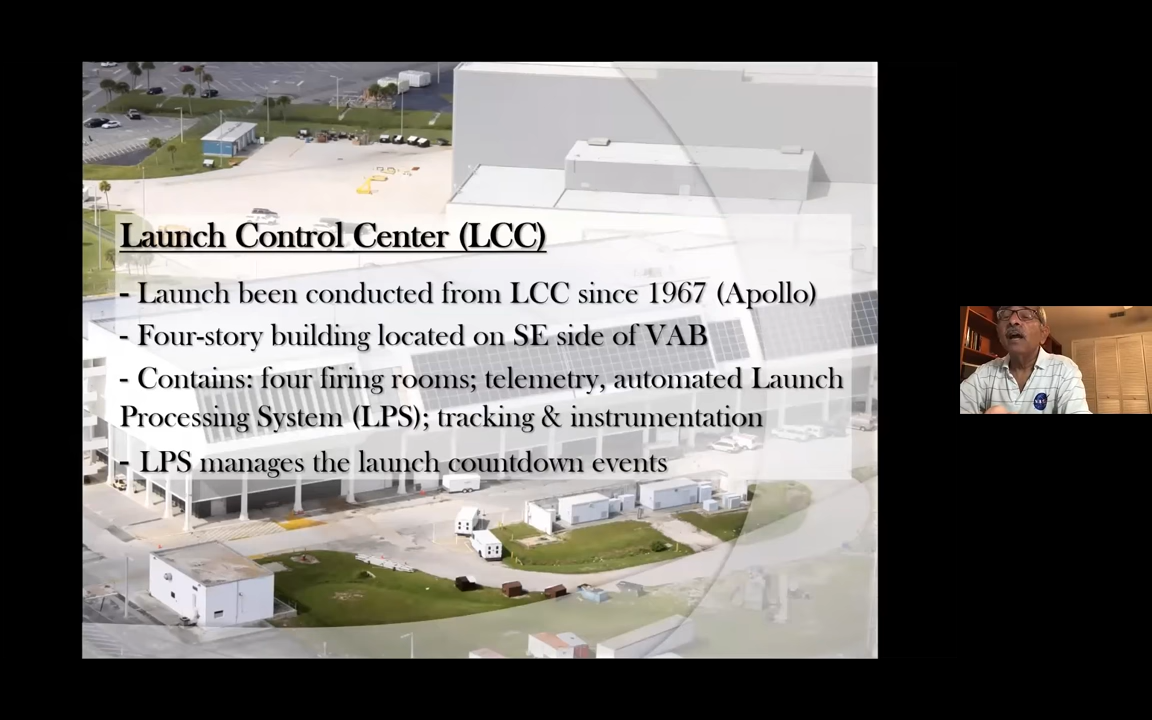 Launch Control Center (LCC)
- Launch been conducted from LCC since 1967 (Apollo)
- Four-story building located on SE side of VAB
- Contains: four firing rooms; telemetry, automated Launch
Processing System (LPS); tracking & instrumentation
- LPS manages the launch countdown events